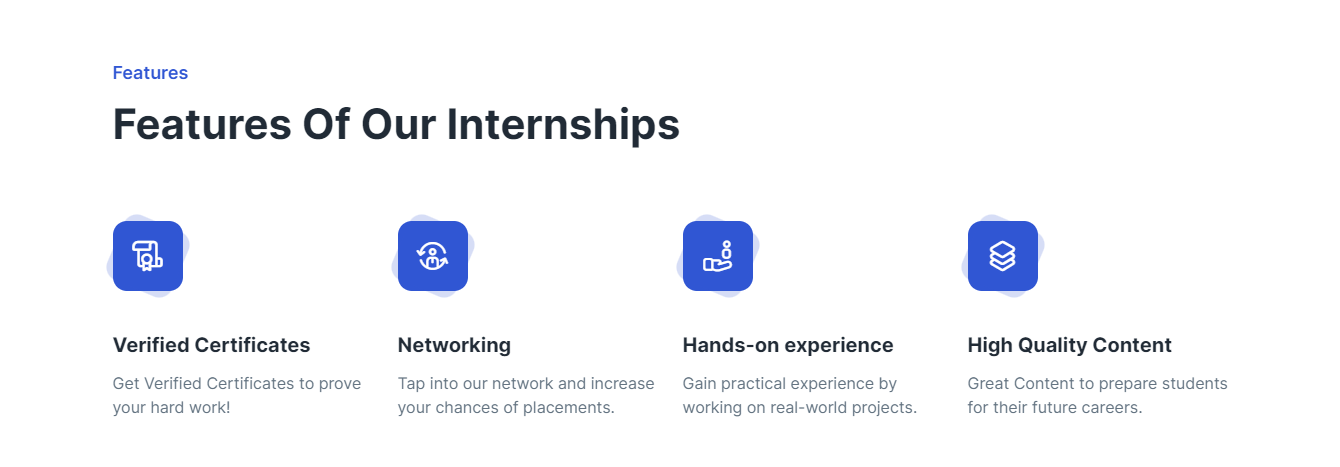 Features
Features Of Our Internships
Verified Certificates
Get Verified Certificates to prove
your hard work!
Networking
Tap into our network and increase
your chances of placements.
Hands-on experience
Gain practical experience by
working on real-world projects.
High Quality Content
Great Content to prepare students
for their future careers.